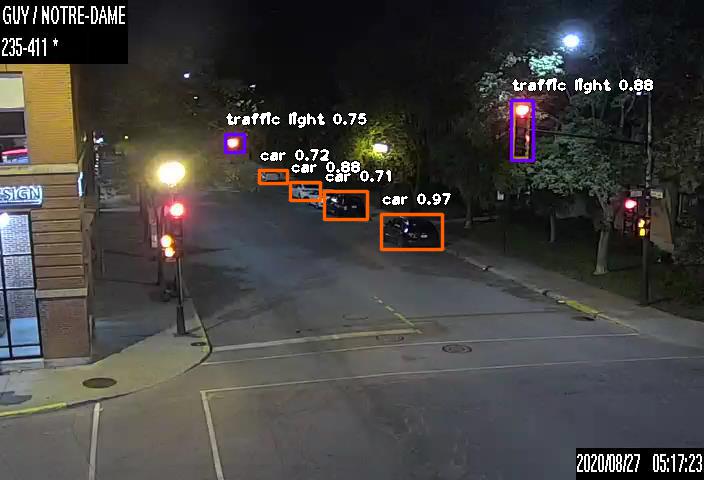 GUY / NOTRE-DAME
235-411 *
traffic light 0.88
traffic light 0.75
car 0.72
car 0.88
car 0.71
car 0.97
SIGN
2020/08/27 05:17:23